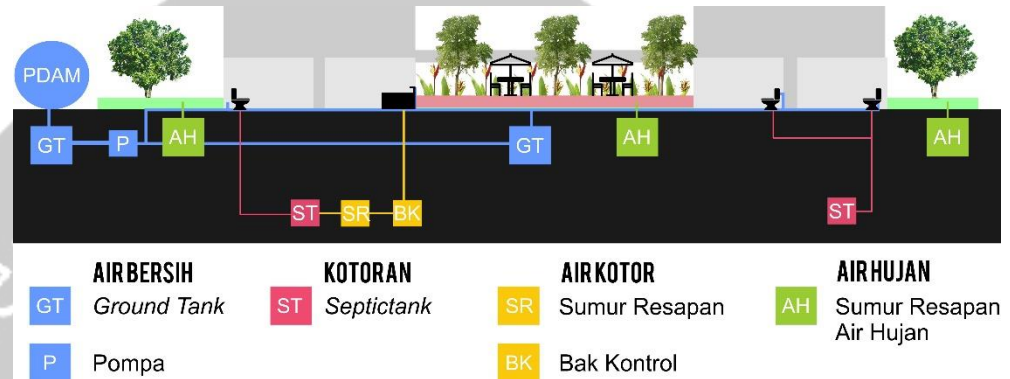 PDAM
GT
P
AH
GT
AH
AH
ST
SR
BK
ST
AIR BERSIH
KOTORAN
AIR KOTOR
AIR HUJAN
GT
Ground Tank
ST
Septictank
SR
Sumur Resapan
AH
Sumur Resapan
Air Hujan
P
Pompa
BK
Bak Kontrol